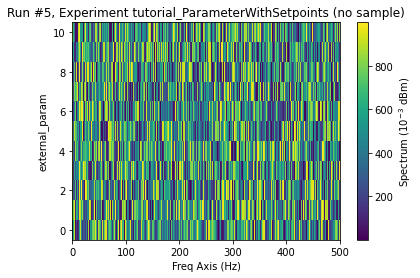 Run #5, Experiment tutorial_ParameterWithSetpoints (no sample)
10
8
6
4
2
0
external_param
0 100 200 300 400 500
Freq Axis (Hz)
800
600
400
200
Spectrum (10⁻³ dBm)